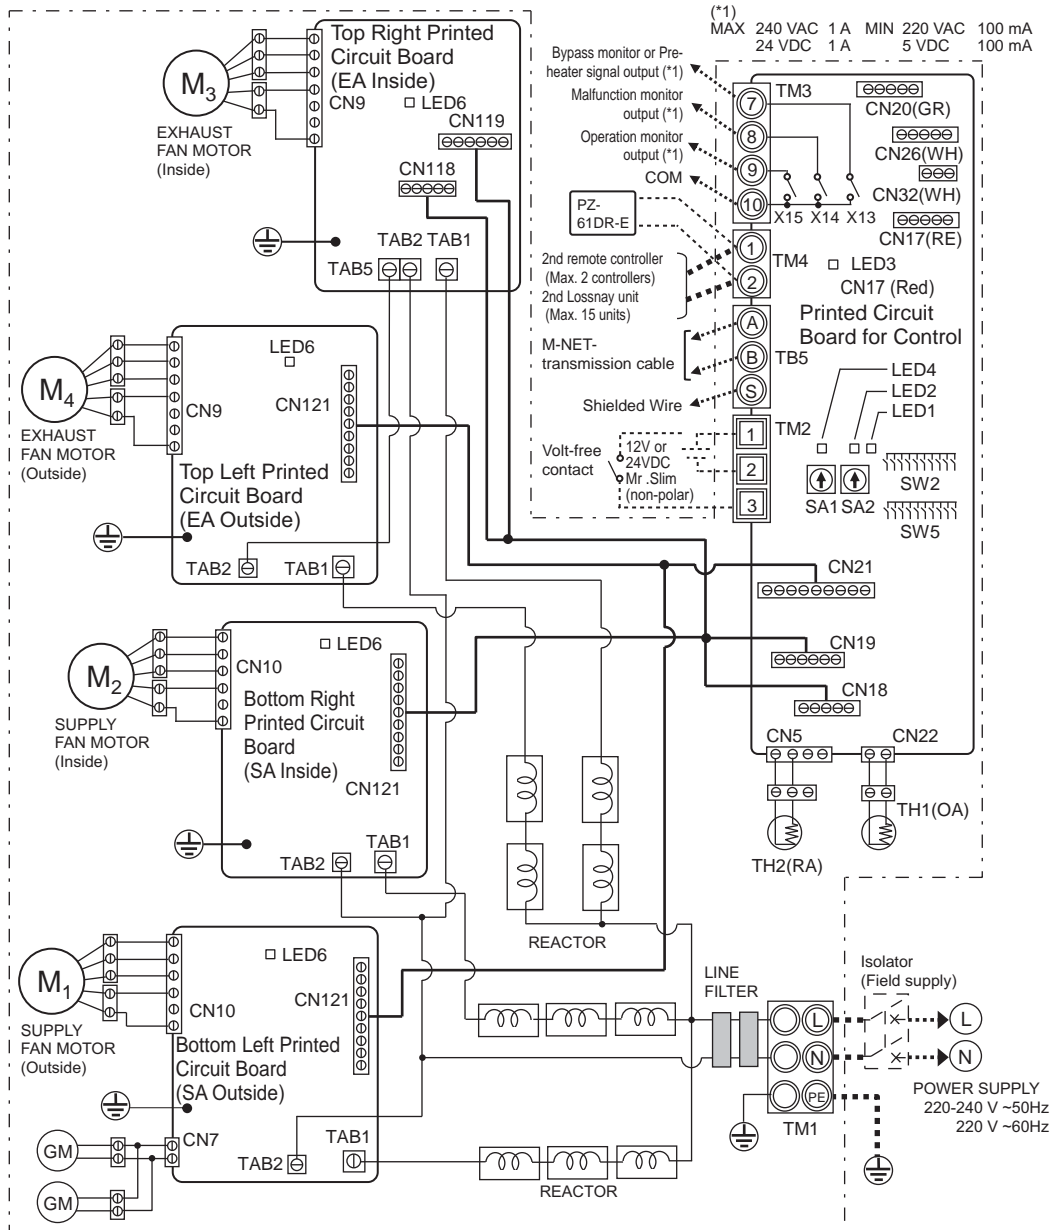 (*1)
MAX 240 VAC 1 A MIN 220 VAC 100 mA
24 VDC 1 A 5 VDC 100 mA
Top Right Printed
Circuit Board
(EA Inside)
CN9
LED6
CN119
CN118
M3
EXHAUST
FAN MOTOR
(Inside)
TAB2 TAB1
TAB5
Bypass monitor or Pre-
heater signal output (*1)
Malfunction monitor
output (*1)
Operation monitor
output (*1)
COM
PZ-
61DR-E
2nd remote controller
(Max. 2 controllers)
2nd Lossnay unit
(Max. 15 units)
M-NET-
transmission cable
Shielded Wire
Volt-free
contact
12V or
24VDC
Mr .Slim
(non-polar)
7
8
9
10
TM3
X15 X14 X13
1
2
TM4
A
B
S
TB5
1
2
3
TM2
CN20(GR)
CN26(WH)
CN32(WH)
CN17(RE)
LED3
CN17 (Red)
Printed Circuit
Board for Control
LED4
LED2
LED1
SA1 SA2
SW2
SW5
CN21
CN19
CN18
CN5
CN22
TH2(RA)
TH1(OA)
M4
EXHAUST
FAN MOTOR
(Outside)
LED6
CN9
CN121
Top Left Printed
Circuit Board
(EA Outside)
TAB2
TAB1
M2
SUPPLY
FAN MOTOR
(Inside)
LED6
CN10
Bottom Right
Printed Circuit
Board
(SA Inside)
CN121
TAB2
TAB1
REACTOR
M1
SUPPLY
FAN MOTOR
(Outside)
LED6
CN10
CN121
Bottom Left Printed
Circuit Board
(SA Outside)
CN7
TAB2
TAB1
GM
GM
REACTOR
LINE
FILTER
L
N
PE
TM1
Isolator
(Field supply)
L
N
POWER SUPPLY
220-240 V ~50Hz
220 V ~60Hz